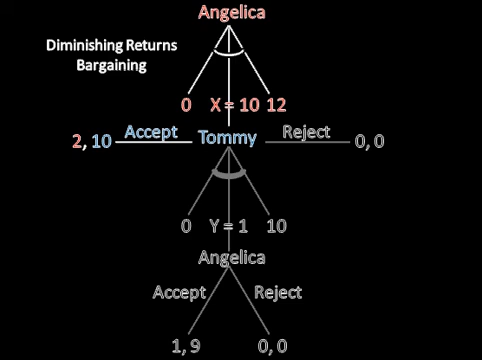 Angelica
Diminishing Returns
Bargaining
0 X = 10 12
2, 10 Accept Tommy Reject 0, 0
0 Y = 1 10
Angelica
Accept Reject
1, 9 0, 0